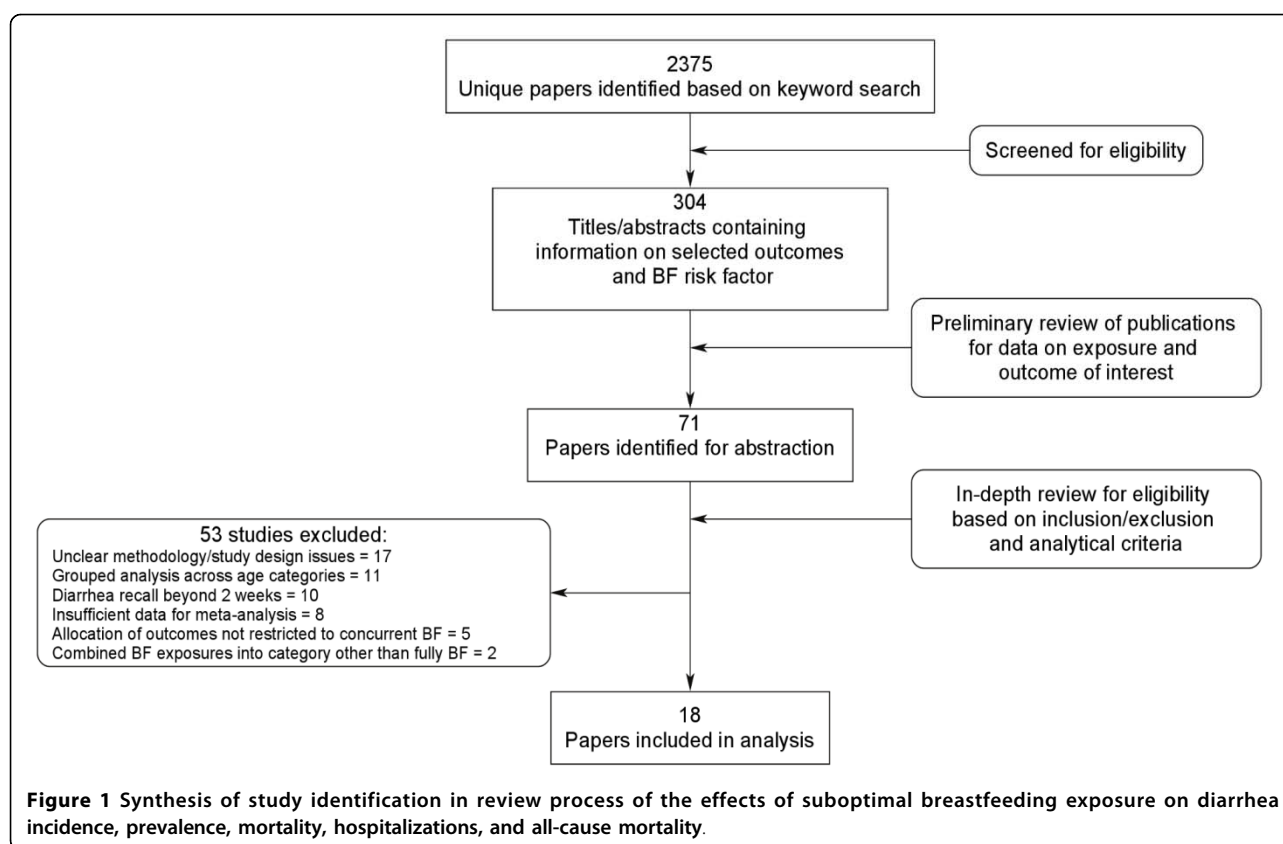 2375
Unique papers identified based on keyword search
Screened for eligibility
304
Titles/abstracts containing
information on selected outcomes
and BF risk factor
Preliminary review of publications
for data on exposure and
outcome of interest
71
Papers identified for abstraction
In-depth review for eligibility
based on inclusion/exclusion
and analytical criteria
53 studies excluded:
Unclear methodology/study design issues = 17
Grouped analysis across age categories = 11
Diarrhea recall beyond 2 weeks = 10
Insufficient data for meta-analysis = 8
Allocation of outcomes not restricted to concurrent BF = 5
Combined BF exposures into category other than fully BF = 2
18
Papers included in analysis
Figure 1 Synthesis of study identification in review process of the effects of suboptimal breastfeeding exposure on diarrhea
incidence, prevalence, mortality, hospitalizations, and all-cause mortality.